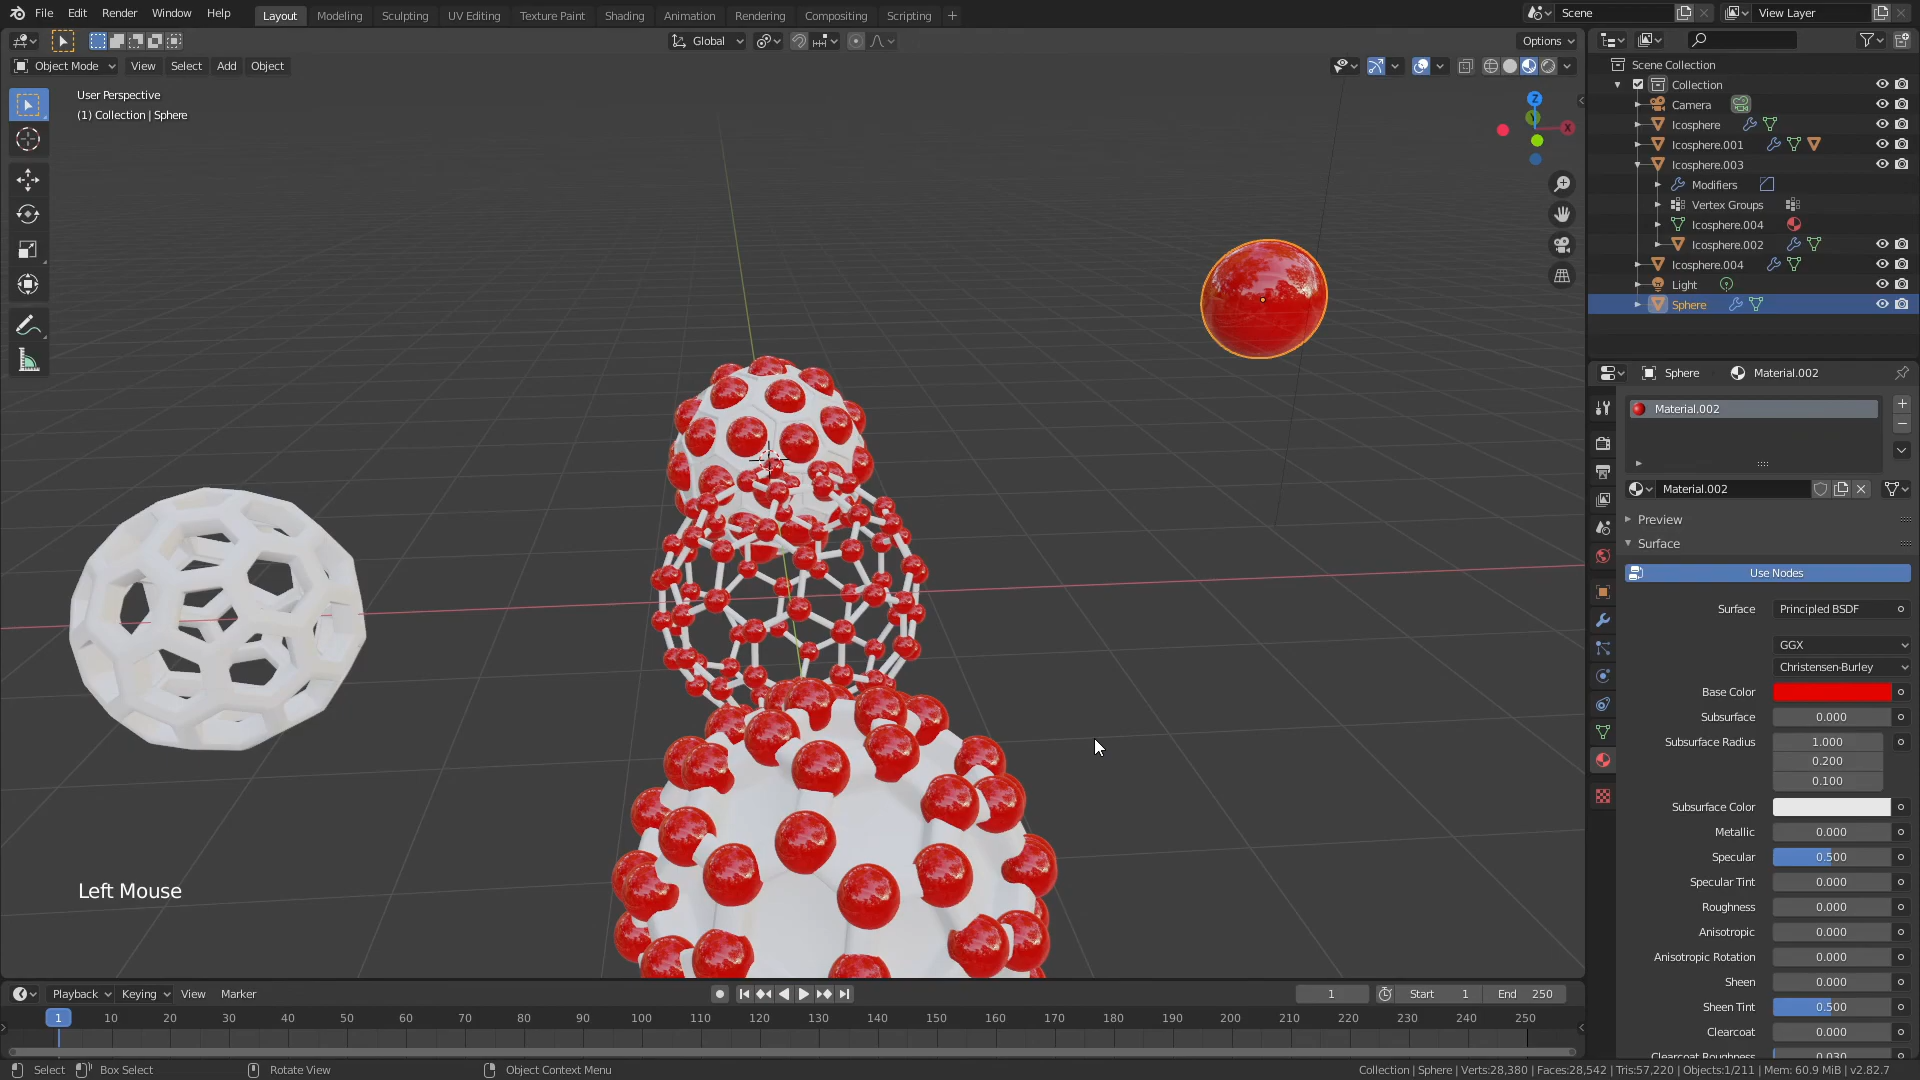 File Edit Render Window Help
Layout Modeling Sculpting UV Editing Texture Paint Shading Animation Rendering Compositing Scripting +
Scene
View Layer
Global
Options
Object Mode View Select Add Object
User Perspective
(1) Collection | Sphere
Z
Y
X
Scene Collection
Collection
Camera
Icosphere
Icosphere.001
Icosphere.003
Modifiers
Vertex Groups
Icosphere.004
Icosphere.002
Icosphere.004
Light
Sphere
Sphere Material.002
Material.002
Material.002
Preview
Surface
Use Nodes
Surface Principled BSDF
GGX
Christensen-Burley
Base Color
Subsurface 0.000
Subsurface Radius 1.000
0.200
0.100
Subsurface Color
Metallic 0.000
Specular 0.500
Specular Tint 0.000
Roughness 0.000
Anisotropic 0.000
Anisotropic Rotation 0.000
Sheen 0.000
Sheen Tint 0.500
Clearcoat 0.000
Clearcoat Roughness 0.030
Left Mouse
Playback Keying View Marker
1 Start 1 End 250
1 10 20 30 40 50 60 70 80 90 100 110 120 130 140 150 160 170 180 190 200 210 220 230 240 250
Select Box Select Rotate View Object Context Menu
Collection | Sphere | Verts:28,380 | Faces:28,542 | Tris:57,220 | Objects:1/211 | Mem: 60.9 MiB | v2.82.7